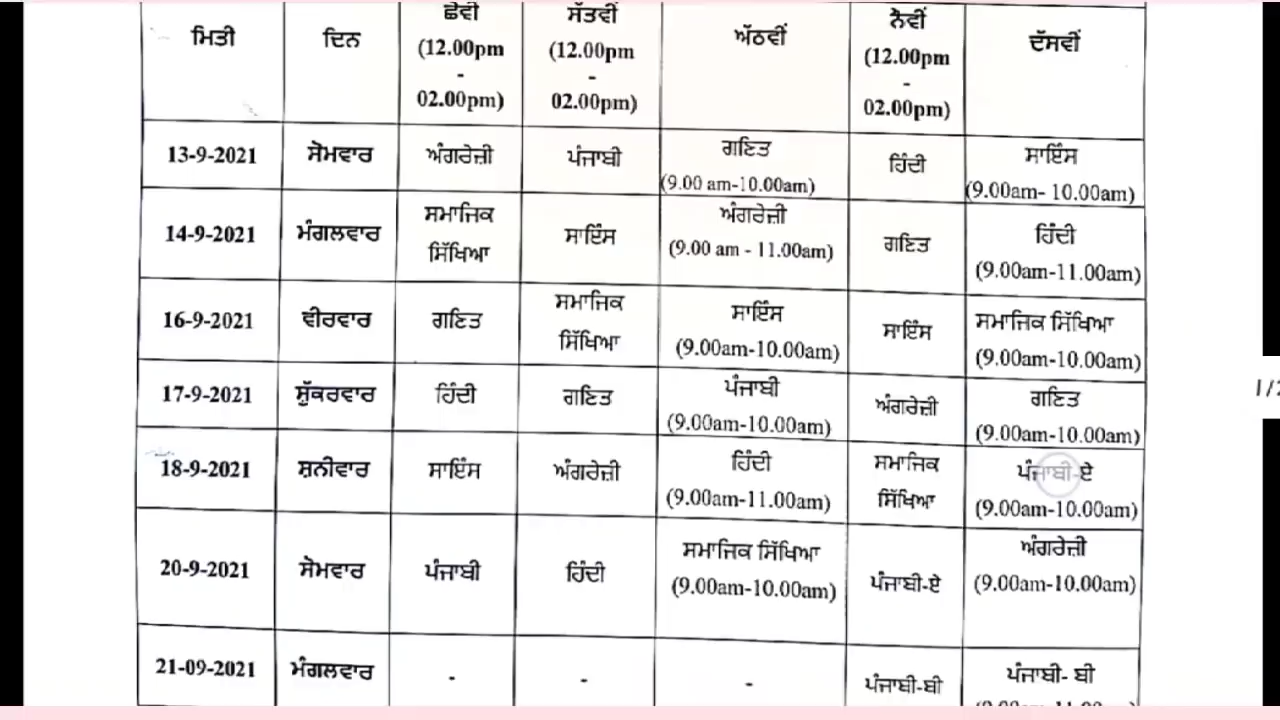 ਮਿਤੀ
ਦਿਨ
ਛੇਵੀਂ
(12.00pm
-
02.00pm)
ਸੱਤਵੀਂ
(12.00pm
-
02.00pm)
ਅੱਠਵੀਂ
ਨੌਵੀਂ
(12.00pm
-
02.00pm)
ਦੱਸਵੀਂ
13-9-2021
ਸੋਮਵਾਰ
ਅੰਗਰੇਜ਼ੀ
ਪੰਜਾਬੀ
ਗਣਿਤ
(9.00 am-10.00am)
ਹਿੰਦੀ
ਸਾਇੰਸ
(9.00am- 10.00am)
14-9-2021
ਮੰਗਲਵਾਰ
ਸਮਾਜਿਕ
ਸਿੱਖਿਆ
ਸਾਇੰਸ
ਅੰਗਰੇਜ਼ੀ
(9.00 am - 11.00am)
ਗਣਿਤ
ਹਿੰਦੀ
(9.00am-11.00am)
16-9-2021
ਵੀਰਵਾਰ
ਗਣਿਤ
ਸਮਾਜਿਕ
ਸਿੱਖਿਆ
ਸਾਇੰਸ
(9.00am-10.00am)
ਸਾਇੰਸ
ਸਮਾਜਿਕ ਸਿੱਖਿਆ
(9.00am-10.00am)
17-9-2021
ਸ਼ੁੱਕਰਵਾਰ
ਹਿੰਦੀ
ਗਣਿਤ
ਪੰਜਾਬੀ
(9.00am-10.00am)
ਅੰਗਰੇਜ਼ੀ
ਗਣਿਤ
(9.00am-10.00am)
18-9-2021
ਸ਼ਨੀਵਾਰ
ਸਾਇੰਸ
ਅੰਗਰੇਜ਼ੀ
ਹਿੰਦੀ
(9.00am-11.00am)
ਸਮਾਜਿਕ
ਸਿੱਖਿਆ
ਪੰਜਾਬੀ-ਏ
(9.00am-10.00am)
20-9-2021
ਸੋਮਵਾਰ
ਪੰਜਾਬੀ
ਹਿੰਦੀ
ਸਮਾਜਿਕ ਸਿੱਖਿਆ
(9.00am-10.00am)
ਪੰਜਾਬੀ-ਏ
ਅੰਗਰੇਜ਼ੀ
(9.00am-10.00am)
21-09-2021
ਮੰਗਲਵਾਰ
-
-
-
ਪੰਜਾਬੀ-ਬੀ
ਪੰਜਾਬੀ- ਬੀ
1/2